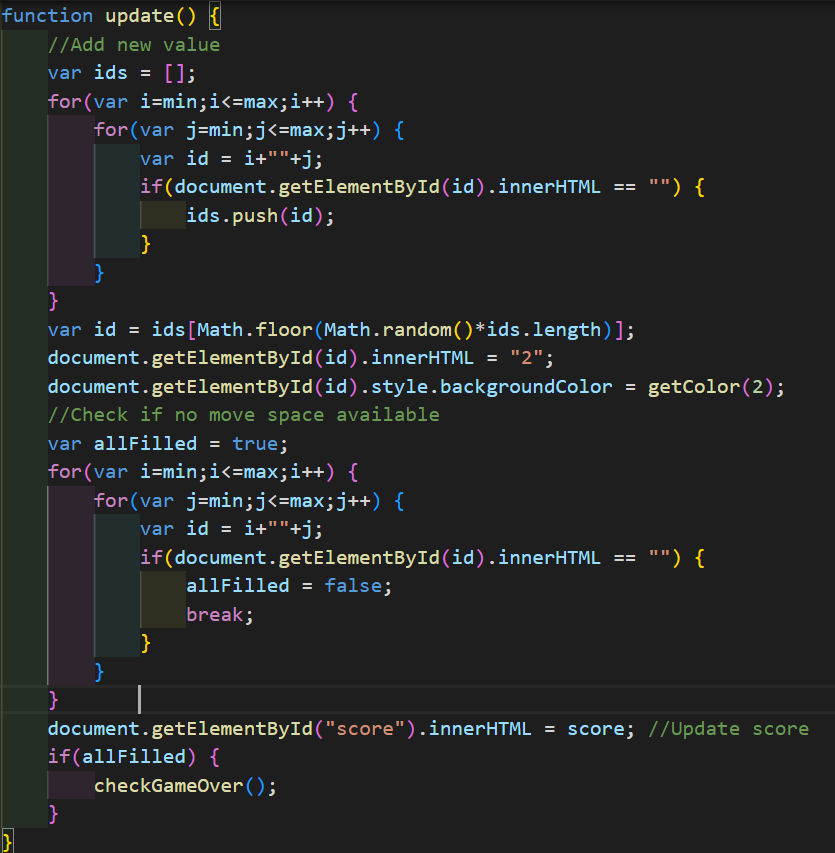 function update() {
    //Add new value
    var ids = [];
    for(var i=min;i<=max;i++) {
        for(var j=min;j<=max;j++) {
            var id = i+""+j;
            if(document.getElementById(id).innerHTML == "") {
                ids.push(id);
            }
        }
    }
    var id = ids[Math.floor(Math.random()*ids.length)];
    document.getElementById(id).innerHTML = "2";
    document.getElementById(id).style.backgroundColor = getColor(2);
    //Check if no move space available
    var allFilled = true;
    for(var i=min;i<=max;i++) {
        for(var j=min;j<=max;j++) {
            var id = i+""+j;
            if(document.getElementById(id).innerHTML == "") {
                allFilled = false;
                break;
            }
        }
    }
    document.getElementById("score").innerHTML = score; //Update score
    if(allFilled) {
        checkGameOver();
    }
}